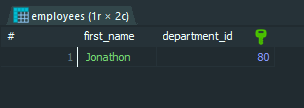 employees (1r × 2c)
# first_name department_id
1 Jonathon 80